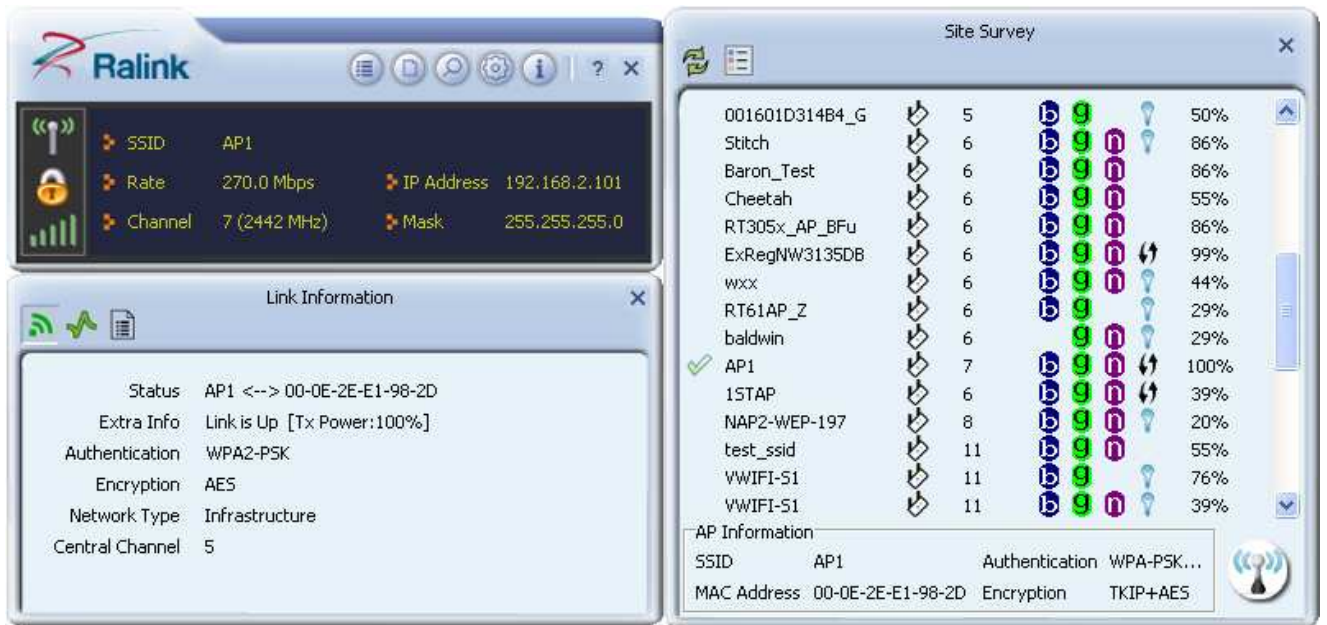 Ralink
? ×
SSID AP1
Rate 270.0 Mbps IP Address 192.168.2.101
Channel 7 (2442 MHz) Mask 255.255.255.0
Link Information
Status AP1 <--> 00-0E-2E-E1-98-2D
Extra Info Link is Up [Tx Power:100%]
Authentication WPA2-PSK
Encryption AES
Network Type Infrastructure
Central Channel 5
Site Survey
001601D314B4_G 5 b g 50%
Stitch 6 b g n 86%
Baron_Test 6 b g n 86%
Cheetah 6 b g n 55%
RT305x_AP_BFu 6 b g n 86%
ExRegNW3135DB 6 b g n 99%
wxx 6 b g n 44%
RT61AP_Z 6 b g 29%
baldwin 6 g n 29%
AP1 7 b g n 100%
1STAP 6 b g n 39%
NAP2-WEP-197 8 b g n 20%
test_ssid 11 b g n 55%
VWIFI-S1 11 b g 76%
VWIFI-S1 11 b g n 39%
AP Information
SSID AP1 Authentication WPA-PSK...
MAC Address 00-0E-2E-E1-98-2D Encryption TKIP+AES